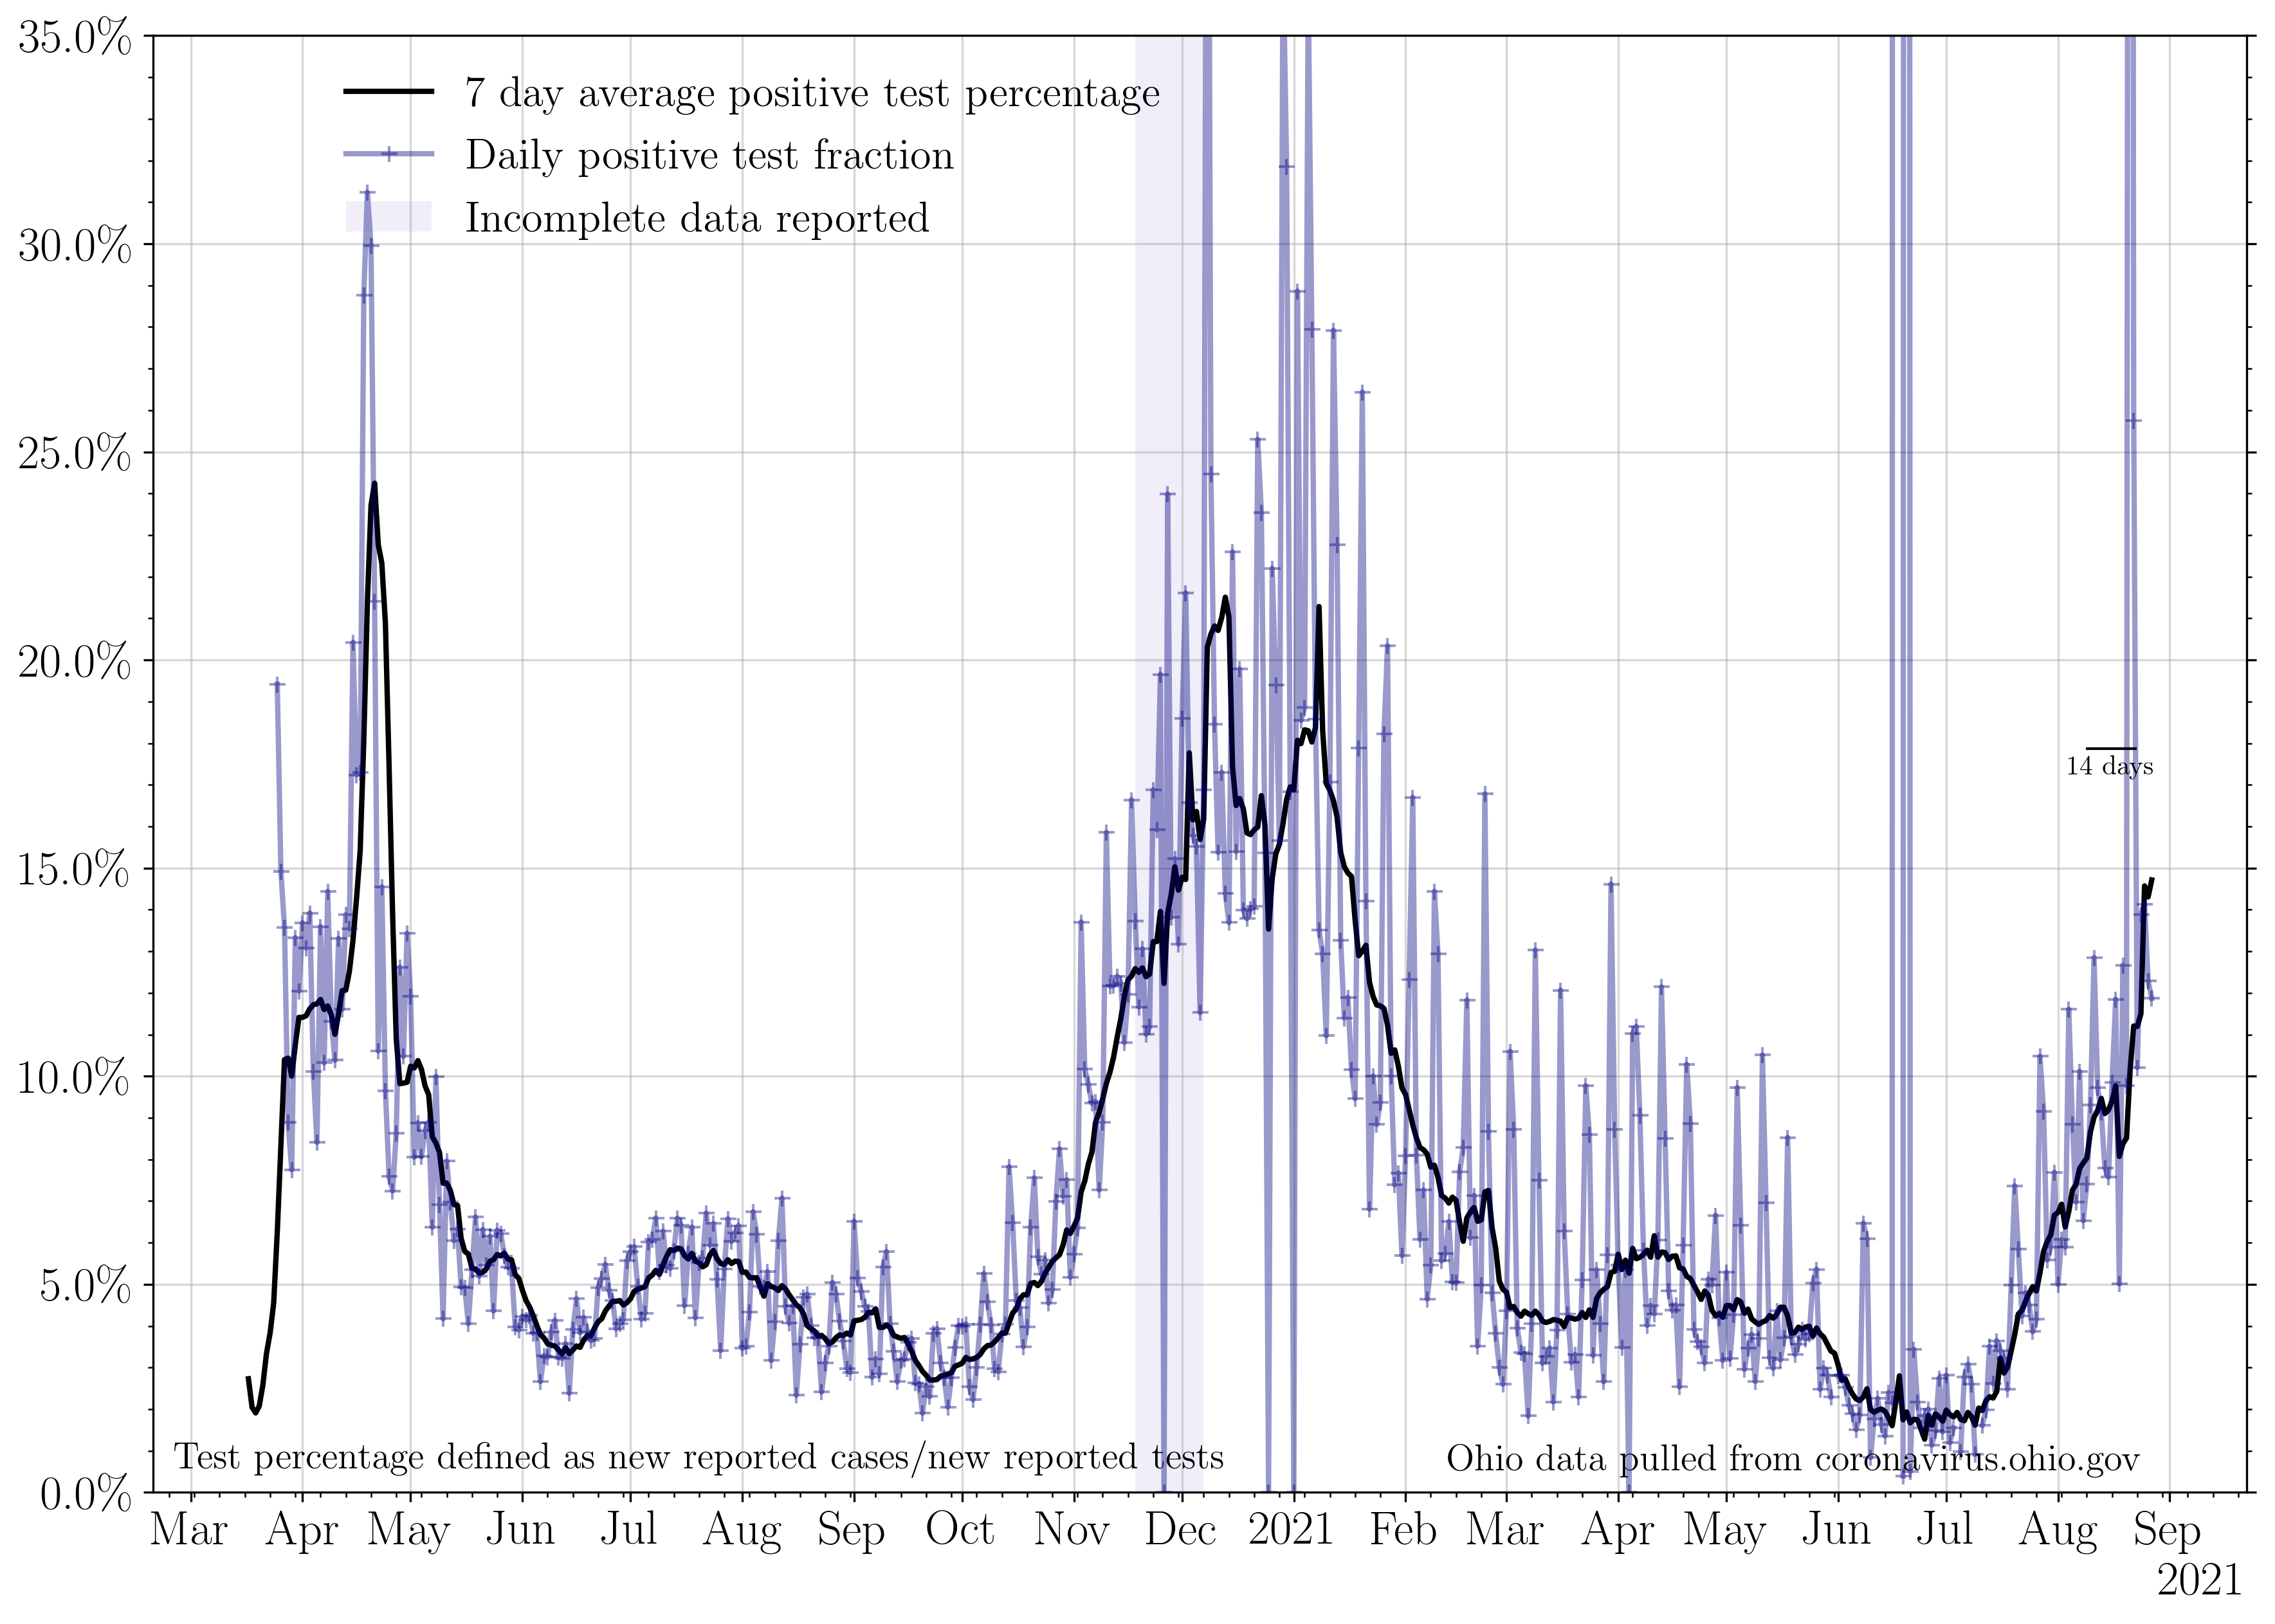 35.0%
30.0%
25.0%
20.0%
15.0%
10.0%
5.0%
0.0%
7 day average positive test percentage
Daily positive test fraction
Incomplete data reported
14 days
Test percentage defined as new reported cases/new reported tests
Ohio data pulled from coronavirus.ohio.gov
Mar Apr May Jun Jul Aug Sep Oct Nov Dec 2021 Feb Mar Apr May Jun Jul Aug Sep
2021